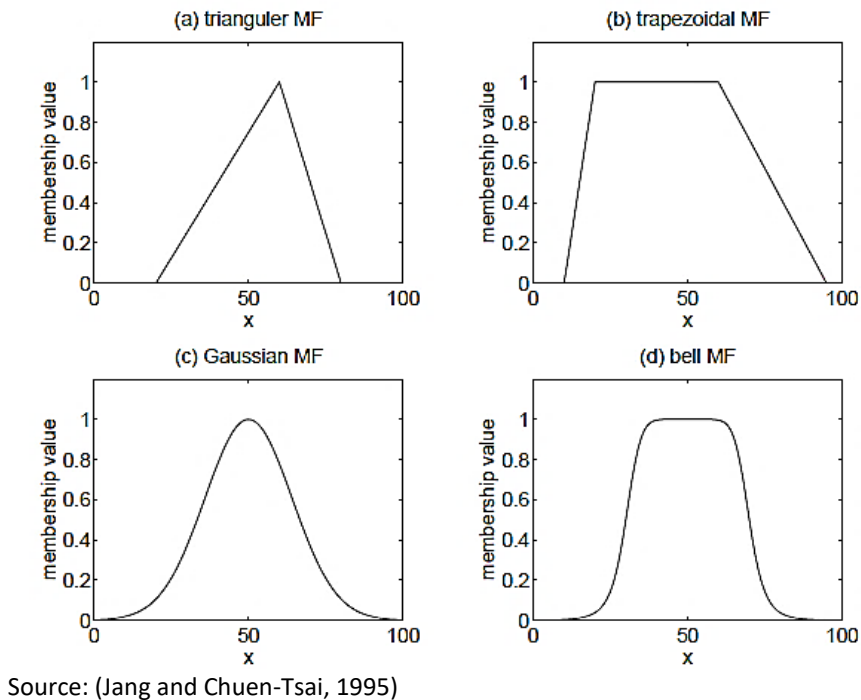 (a) trianguler MF
(b) trapezoidal MF
membership value
1
0.8
0.6
0.4
0.2
0
0 50 100
x
membership value
1
0.8
0.6
0.4
0.2
0
0 50 100
x
(c) Gaussian MF
(d) bell MF
membership value
1
0.8
0.6
0.4
0.2
0
0 50 100
x
membership value
1
0.8
0.6
0.4
0.2
0
0 50 100
x
Source: (Jang and Chuen-Tsai, 1995)